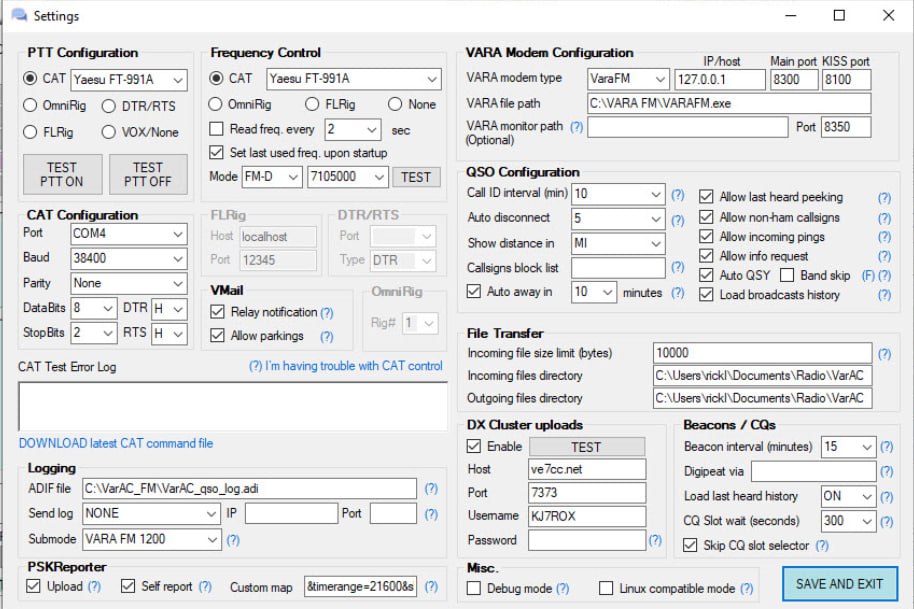 Settings
PTT Configuration
CAT Yaesu FT-991A
OmniRig DTR/RTS
FLRig VOX/None
TEST PTT ON
TEST PTT OFF
Frequency Control
CAT Yaesu FT-991A
OmniRig FLRig None
Read freq. every 2 sec
Set last used freq. upon startup
Mode FM-D 7105000 TEST
CAT Configuration
Port COM4
Baud 38400
Parity None
DataBits 8 DTR H
StopBits 2 RTS H
FLRig
Host localhost
Port 12345
DTR/RTS
Port
Type DTR
VMail
Relay notification (?)
Allow parkings (?)
OmniRig
Rig# 1
CAT Test Error Log (?) I'm having trouble with CAT control
DOWNLOAD latest CAT command file
Logging
ADIF file C:\VarAC_FM\VarAC_qso_log.adi (?)
Send log NONE IP Port (?)
Submode VARA FM 1200 (?)
PSKReporter
Upload (?) Self report (?) Custom map &timerange=21600&s (?)
VARA Modem Configuration
IP/host Main port KISS port
VARA modem type VaraFM 127.0.0.1 8300 8100
VARA file path C:\VARA FM\VARAFM.exe
VARA monitor path (?) Port 8350
(Optional)
QSO Configuration
Call ID interval (min) 10 (?)
Auto disconnect 5 (?)
Show distance in MI
Callsigns block list (?)
Auto away in 10 minutes (?)
Allow last heard peeking (?)
Allow non-ham callsigns (?)
Allow incoming pings (?)
Allow info request (?)
Auto QSY Band skip (F) (?)
Load broadcasts history (?)
File Transfer
Incoming file size limit (bytes) 10000 (?)
Incoming files directory C:\Users\rickl\Documents\Radio\VarAC
Outgoing files directory C:\Users\rickl\Documents\Radio\VarAC
DX Cluster uploads
Enable TEST
Host ve7cc.net
Port 7373
Username KJ7ROX
Password (?)
Beacons / CQs
Beacon interval (minutes) 15 (?)
Digipeat via (?)
Load last heard history ON (?)
CQ Slot wait (seconds) 300 (?)
Skip CQ slot selector (?)
Misc.
Debug mode (?) Linux compatible mode (?)
SAVE AND EXIT